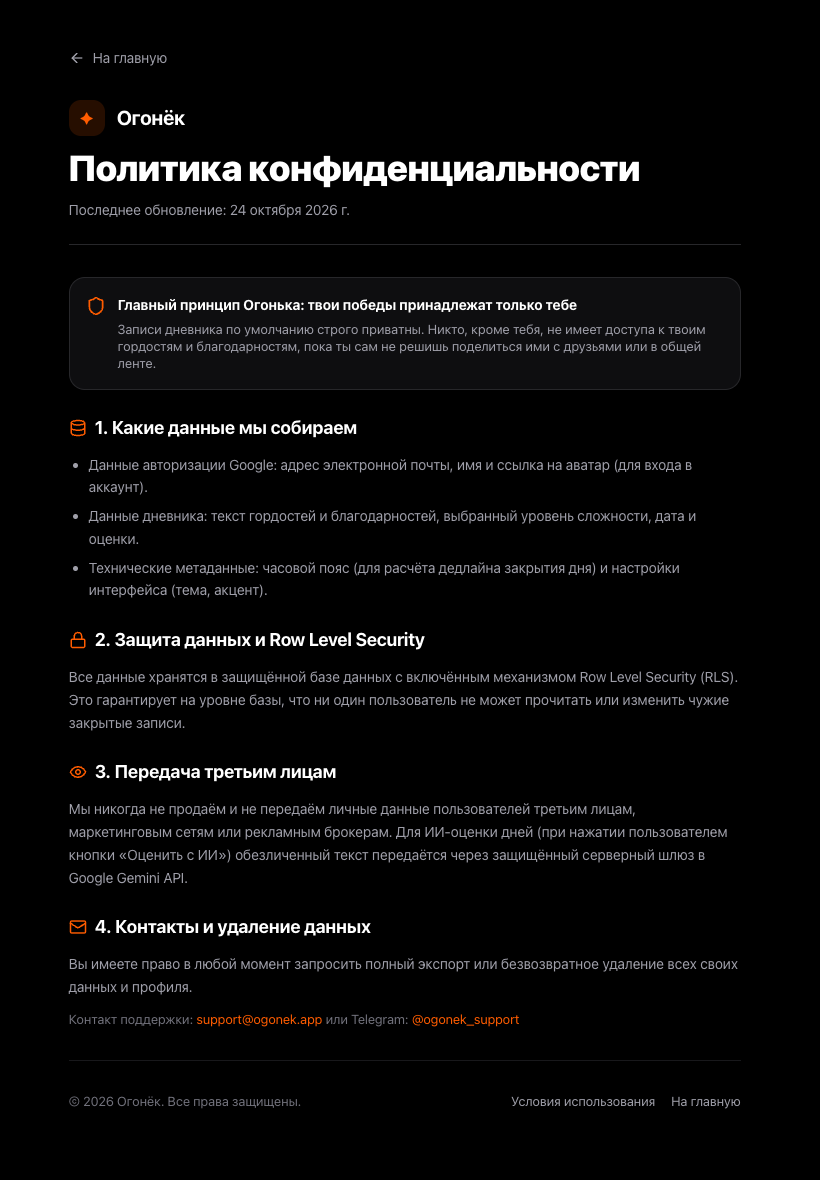 На главную
Огонёк
Политика конфиденциальности
Последнее обновление: 24 октября 2026 г.
Главный принцип Огонька: твои победы принадлежат только тебе
Записи дневника по умолчанию строго приватны. Никто, кроме тебя, не имеет доступа к твоим
гордостям и благодарностям, пока ты сам не решишь поделиться ими с друзьями или в общей
ленте.
1. Какие данные мы собираем
Данные авторизации Google: адрес электронной почты, имя и ссылка на аватар (для входа в
аккаунт).
Данные дневника: текст гордостей и благодарностей, выбранный уровень сложности, дата и
оценки.
Технические метаданные: часовой пояс (для расчёта дедлайна закрытия дня) и настройки
интерфейса (тема, акцент).
2. Защита данных и Row Level Security
Все данные хранятся в защищённой базе данных с включённым механизмом Row Level Security (RLS).
Это гарантирует на уровне базы, что ни один пользователь не может прочитать или изменить чужие
закрытые записи.
3. Передача третьим лицам
Мы никогда не продаём и не передаём личные данные пользователей третьим лицам,
маркетинговым сетям или рекламным брокерам. Для ИИ-оценки дней (при нажатии пользователем
кнопки «Оценить с ИИ») обезличенный текст передаётся через защищённый серверный шлюз в
Google Gemini API.
4. Контакты и удаление данных
Вы имеете право в любой момент запросить полный экспорт или безвозвратное удаление всех своих
данных и профиля.
Контакт поддержки: support@ogonek.app или Telegram: @ogonek_support
© 2026 Огонёк. Все права защищены.
Условия использования На главную